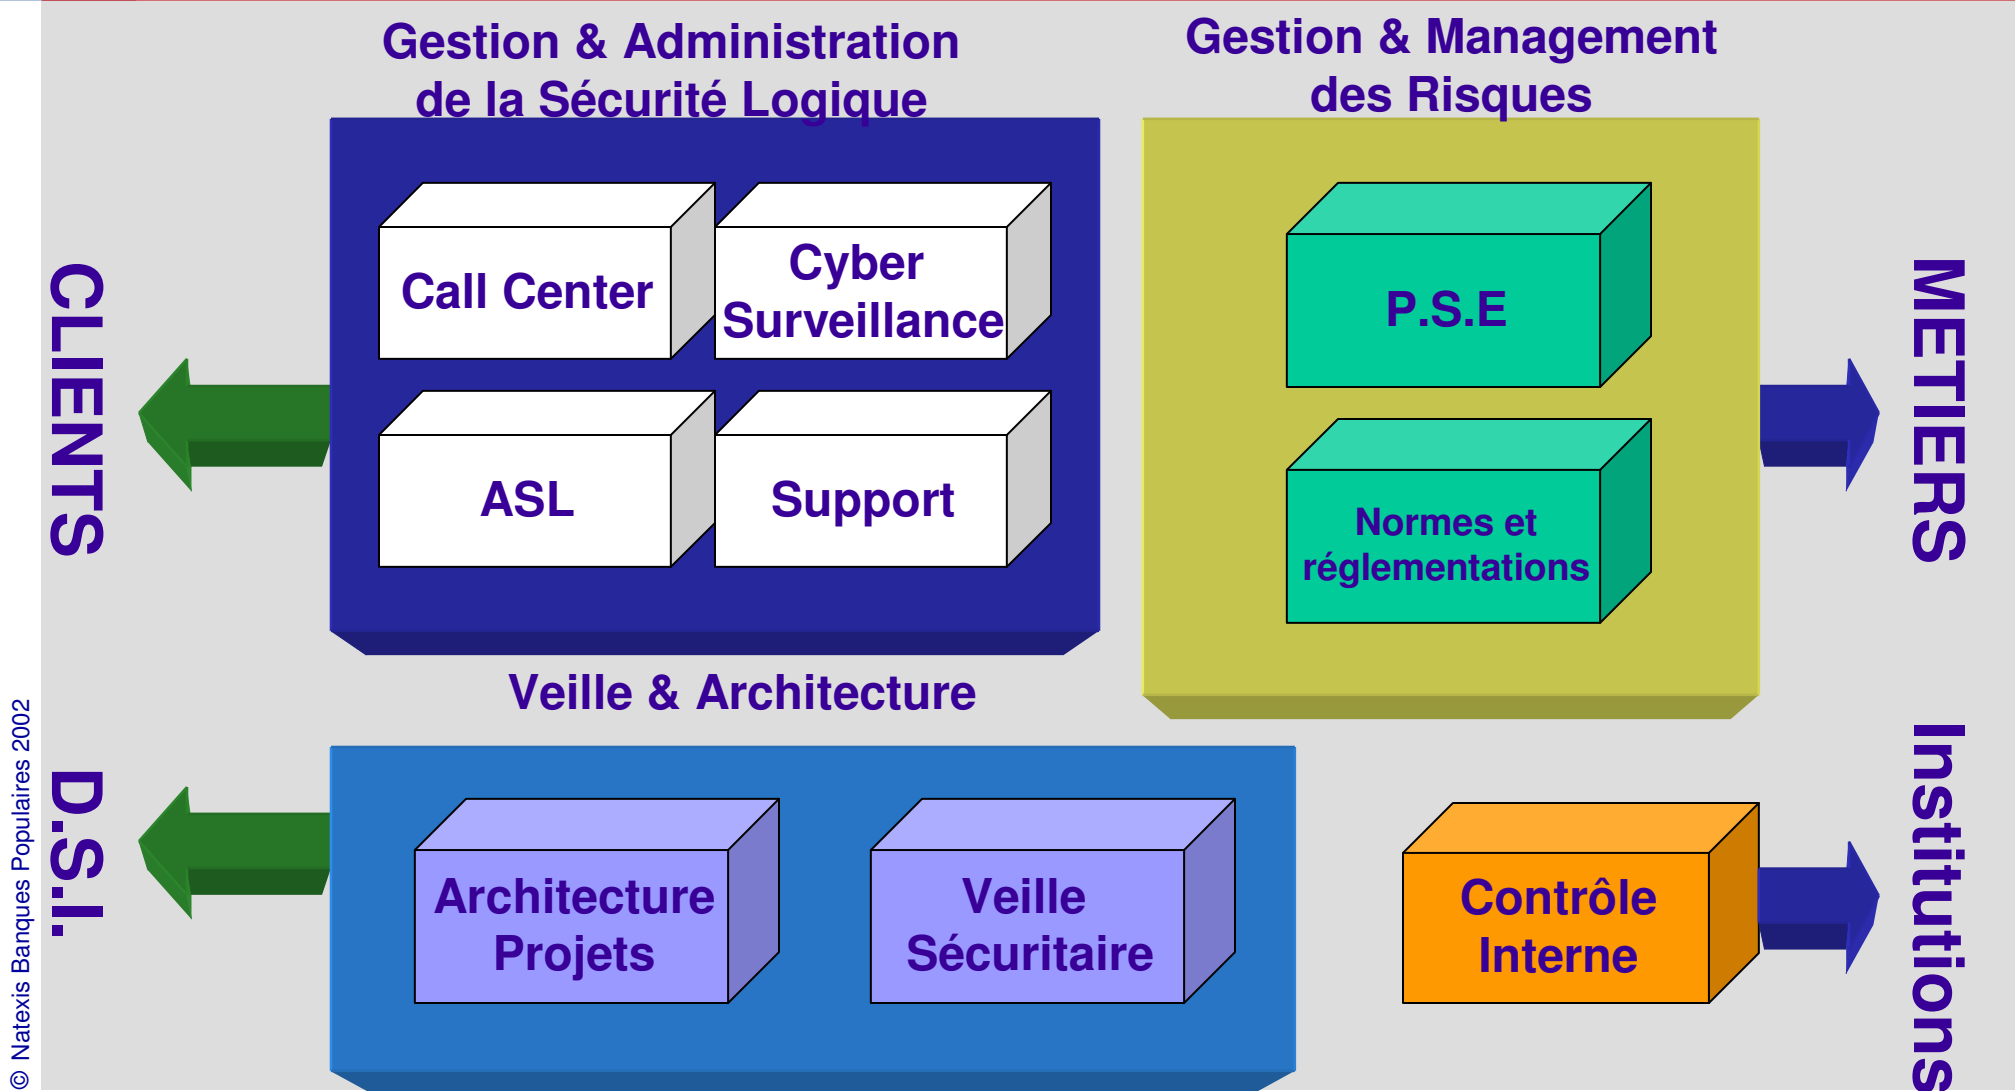 Gestion & Administration
de la Sécurité Logique
Gestion & Management
des Risques
CLIENTS
Call Center
Cyber
Surveillance
ASL
Support
P.S.E
Normes et
réglementations
METIERS
Veille & Architecture
D.S.I.
Architecture
Projets
Veille
Sécuritaire
Contrôle
Interne
Institutions
© Natexis Banques Populaires 2002